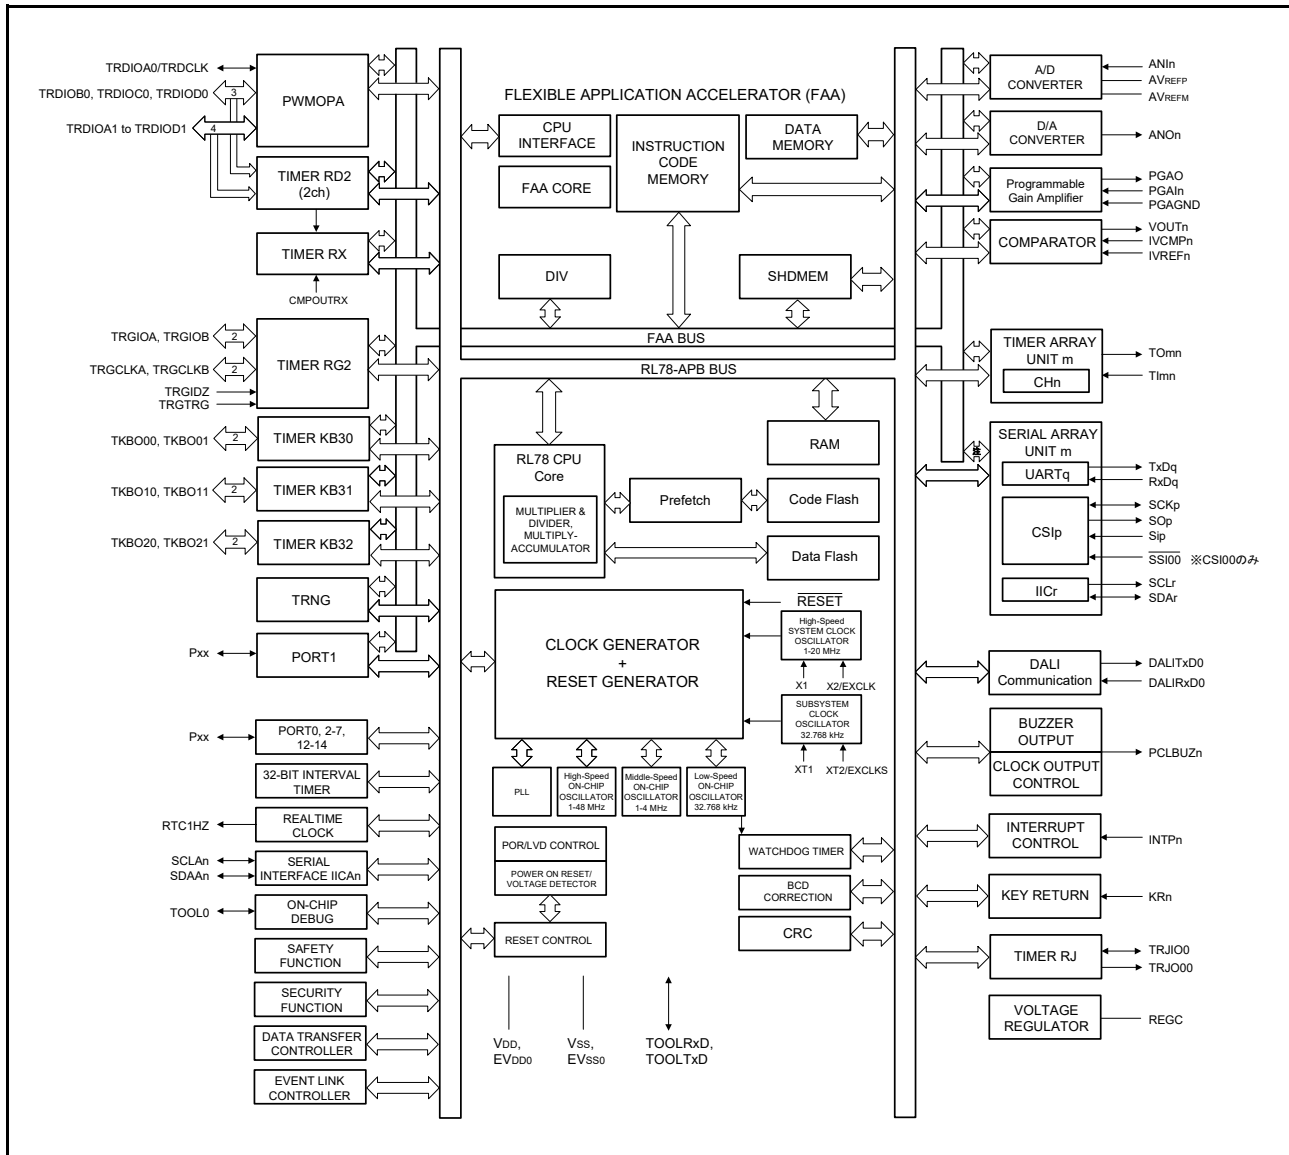 TRDIOA0/TRDCLK
TRDIOB0, TRDIOC0, TRDIOD0
3
TRDIOA1 to TRDIOD1
4
PWMOPA
TIMER RD2
(2ch)
TIMER RX
CMPOUTRX
TRGIOA, TRGIOB
2
TRGCLKA, TRGCLKB
2
TRGIDZ
TRGTRG
TIMER RG2
TKBO00, TKBO01
2
TIMER KB30
TKBO10, TKBO11
2
TIMER KB31
TKBO20, TKBO21
2
TIMER KB32
TRNG
Pxx
PORT1
Pxx
PORT0, 2-7,
12-14
32-BIT INTERVAL
TIMER
RTC1HZ
REALTIME
CLOCK
SCLAn
SDAAn
SERIAL
INTERFACE IICAn
TOOL0
ON-CHIP
DEBUG
SAFETY
FUNCTION
SECURITY
FUNCTION
DATA TRANSFER
CONTROLLER
EVENT LINK
CONTROLLER
FLEXIBLE APPLICATION ACCELERATOR (FAA)
CPU
INTERFACE
FAA CORE
INSTRUCTION
CODE
MEMORY
DATA
MEMORY
DIV
SHDMEM
FAA BUS
RL78-APB BUS
RL78 CPU
Core
MULTIPLIER &
DIVIDER,
MULTIPLY-
ACCUMULATOR
Prefetch
RAM
Code Flash
Data Flash
CLOCK GENERATOR
+
RESET GENERATOR
RESET
High-Speed
SYSTEM CLOCK
OSCILLATOR
1-20 MHz
X1
X2/EXCLK
SUBSYSTEM
CLOCK
OSCILLATOR
32.768 kHz
XT1
XT2/EXCLKS
PLL
High-Speed
ON-CHIP
OSCILLATOR
1-48 MHz
Middle-Speed
ON-CHIP
OSCILLATOR
1-4 MHz
Low-Speed
ON-CHIP
OSCILLATOR
32.768 kHz
POR/LVD CONTROL
POWER ON RESET/
VOLTAGE DETECTOR
RESET CONTROL
WATCHDOG TIMER
BCD
CORRECTION
CRC
VDD,
EVDD0
VSS,
EVSS0
TOOLRxD,
TOOLTxD
A/D
CONVERTER
ANIn
AVREFP
AVREFM
D/A
CONVERTER
ANOn
Programmable
Gain Amplifier
PGAO
PGAIn
PGAGND
COMPARATOR
VOUTn
IVCMPn
IVREFn
TIMER ARRAY
UNIT m
CHn
TOmn
TImn
SERIAL ARRAY
UNIT m
UARTq
TxDq
RxDq
CSIp
SCKp
SOp
Sip
SSI00 ※CSI00のみ
IICr
SCLr
SDAr
DALI
Communication
DALITxD0
DALIRxD0
BUZZER
OUTPUT
CLOCK OUTPUT
CONTROL
PCLBUZn
INTERRUPT
CONTROL
INTPn
KEY RETURN
KRn
TIMER RJ
TRJIO0
TRJO00
VOLTAGE
REGULATOR
REGC